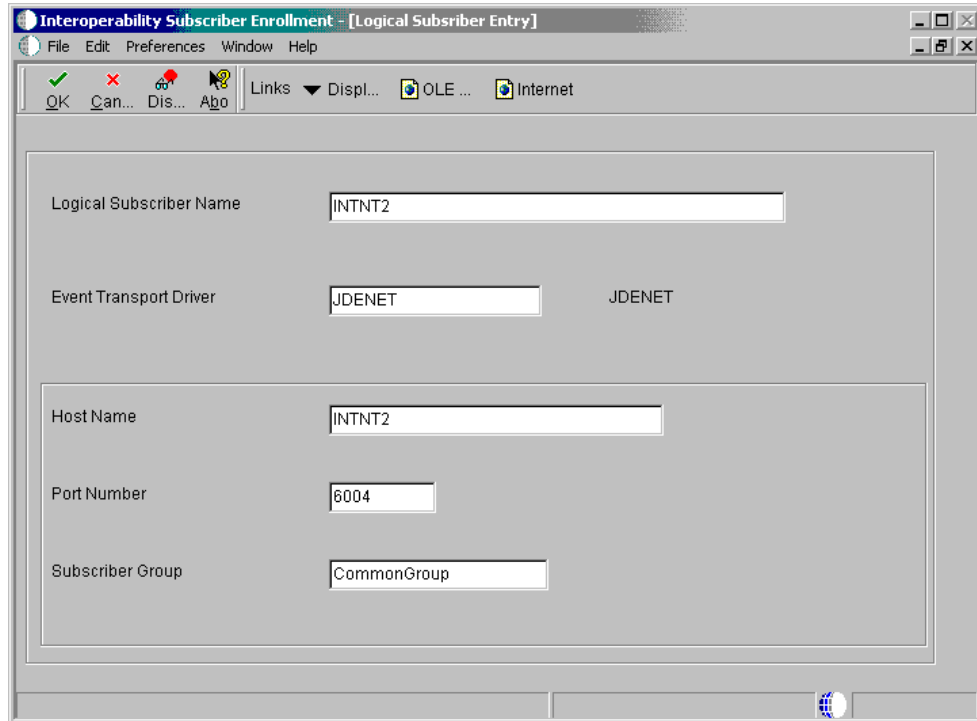 Interoperability Subscriber Enrollment - [Logical Subsriber Entry]
File Edit Preferences Window Help
OK Can... Dis... Abo Links Displ... OLE ... Internet
Logical Subscriber Name INTNT2
Event Transport Driver JDENET JDENET
Host Name INTNT2
Port Number 6004
Subscriber Group CommonGroup